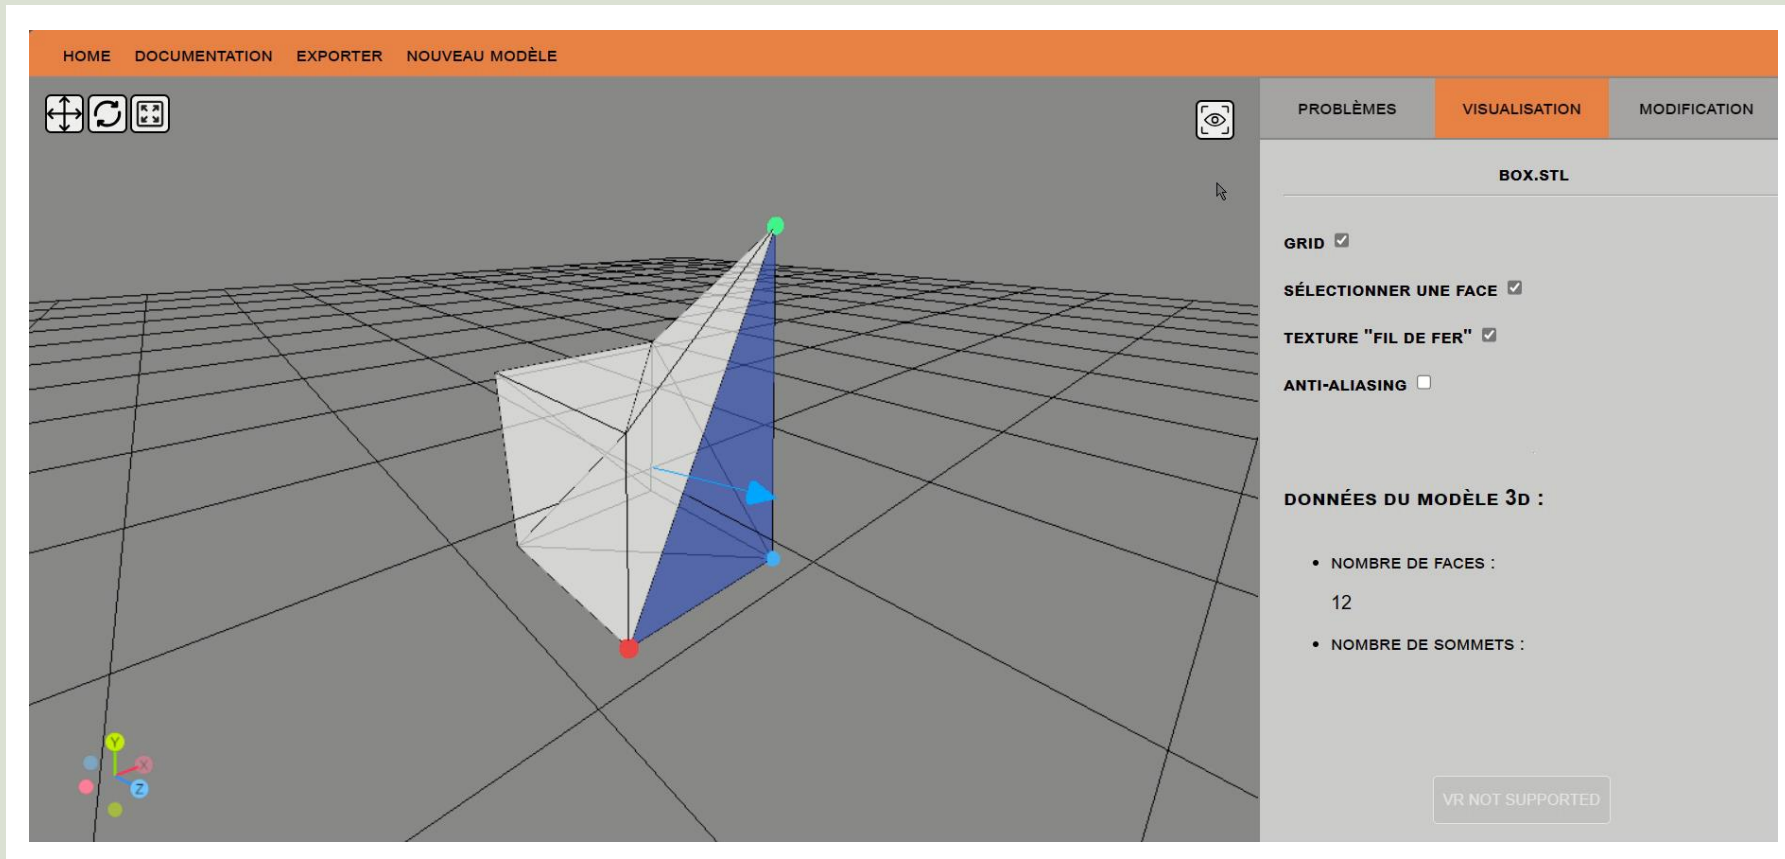 HOME DOCUMENTATION EXPORTER NOUVEAU MODÈLE
PROBLÈMES VISUALISATION MODIFICATION
BOX.STL
GRID
SÉLECTIONNER UNE FACE
TEXTURE "FIL DE FER"
ANTI-ALIASING
DONNÉES DU MODÈLE 3D :
• NOMBRE DE FACES :
12
• NOMBRE DE SOMMETS :
Y
X
Z
VR NOT SUPPORTED